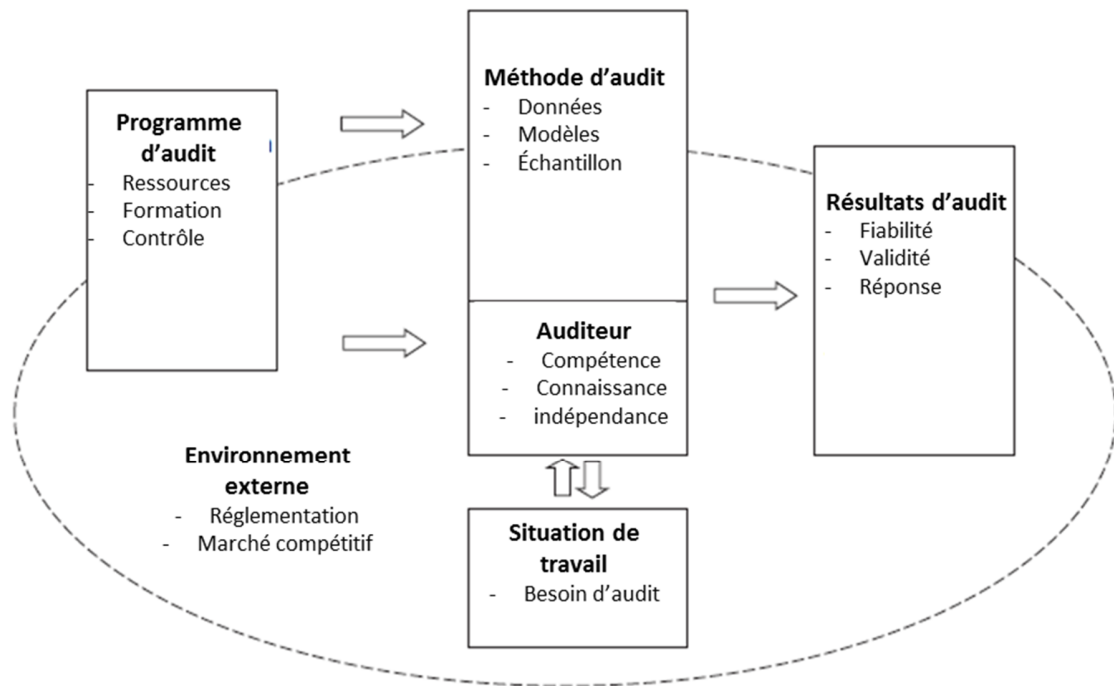 Programme
d'audit
- Ressources
- Formation
- Contrôle
Méthode d'audit
- Données
- Modèles
- Échantillon
Auditeur
- Compétence
- Connaissance
- indépendance
Résultats d'audit
- Fiabilité
- Validité
- Réponse
Environnement
externe
- Réglementation
- Marché compétitif
Situation de
travail
- Besoin d'audit